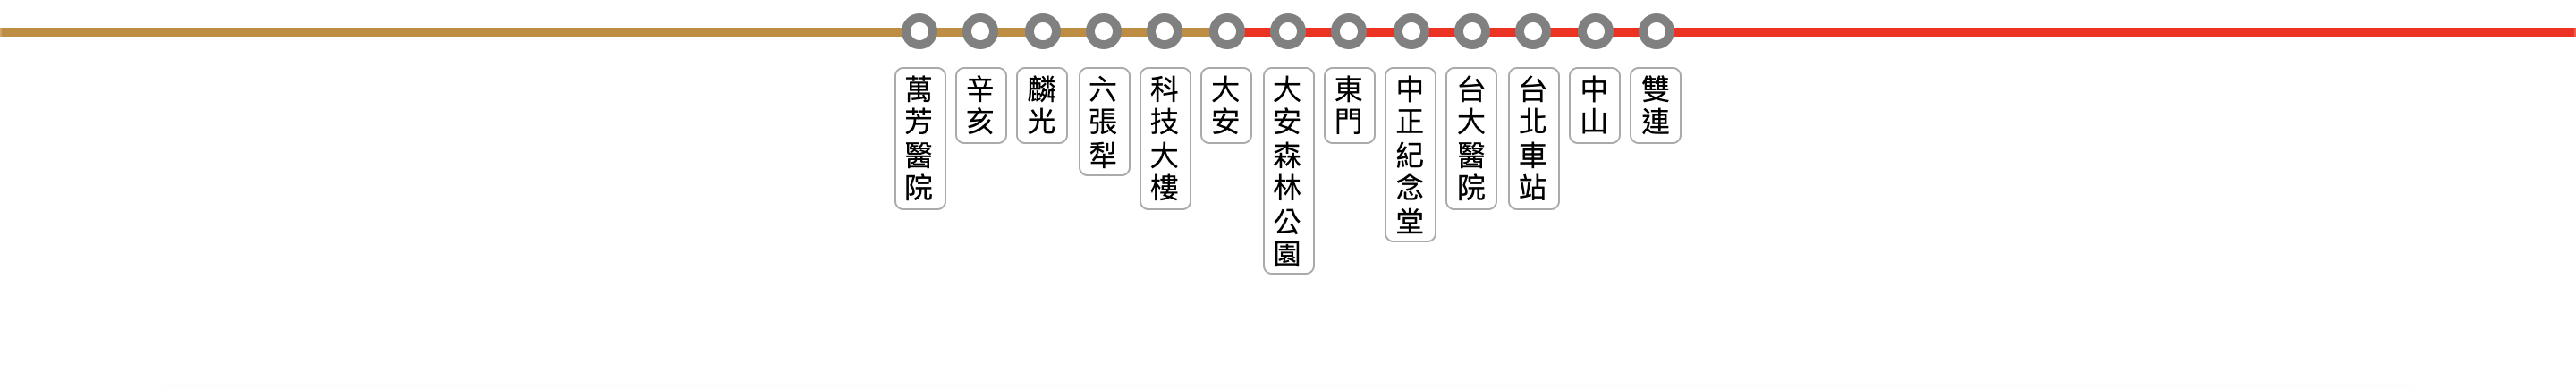 萬芳醫院
辛亥
麟光
六張犁
科技大樓
大安
大安森林公園
東門
中正紀念堂
台大醫院
台北車站
中山
雙連